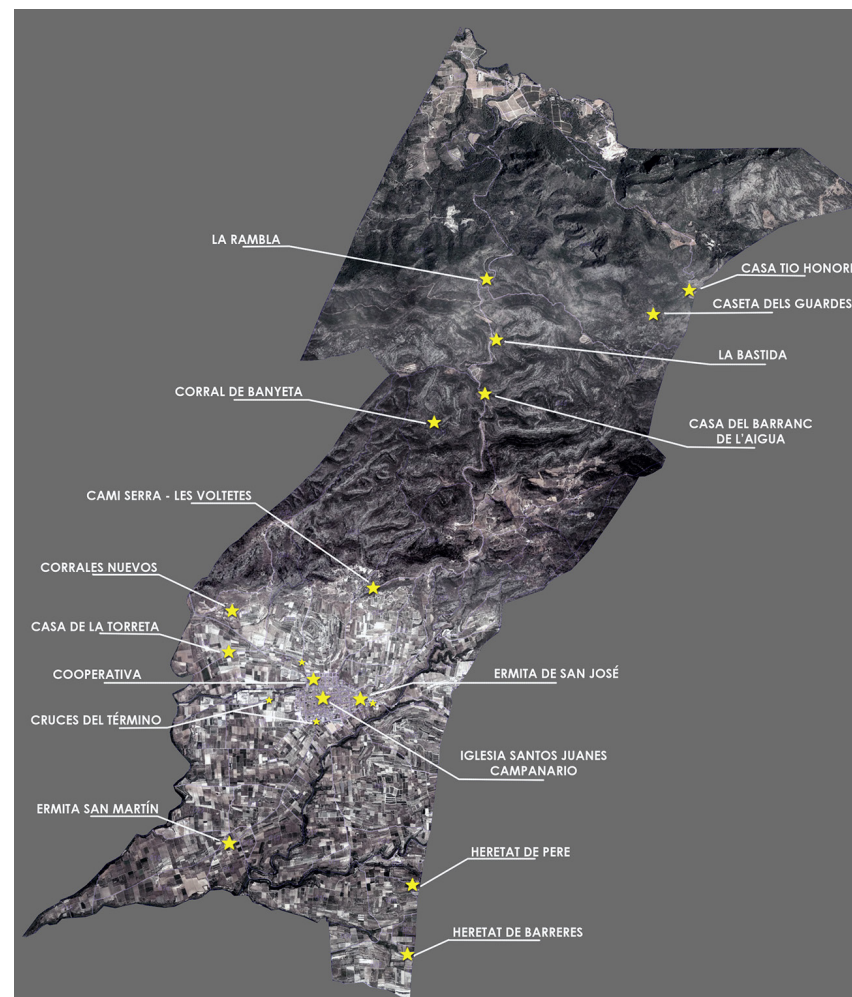 LA RAMBLA
CASA TIO HONORI
CASETA DELS GUARDES
LA BASTIDA
CORRAL DE BANYETA
CASA DEL BARRANC
DE L'AIGUA
CAMI SERRA - LES VOLTETES
CORRALES NUEVOS
CASA DE LA TORRETA
COOPERATIVA
ERMITA DE SAN JOSÉ
CRUCES DEL TÉRMINO
IGLESIA SANTOS JUANES
CAMPANARIO
ERMITA SAN MARTÍN
HERETAT DE PERE
HERETAT DE BARRERES